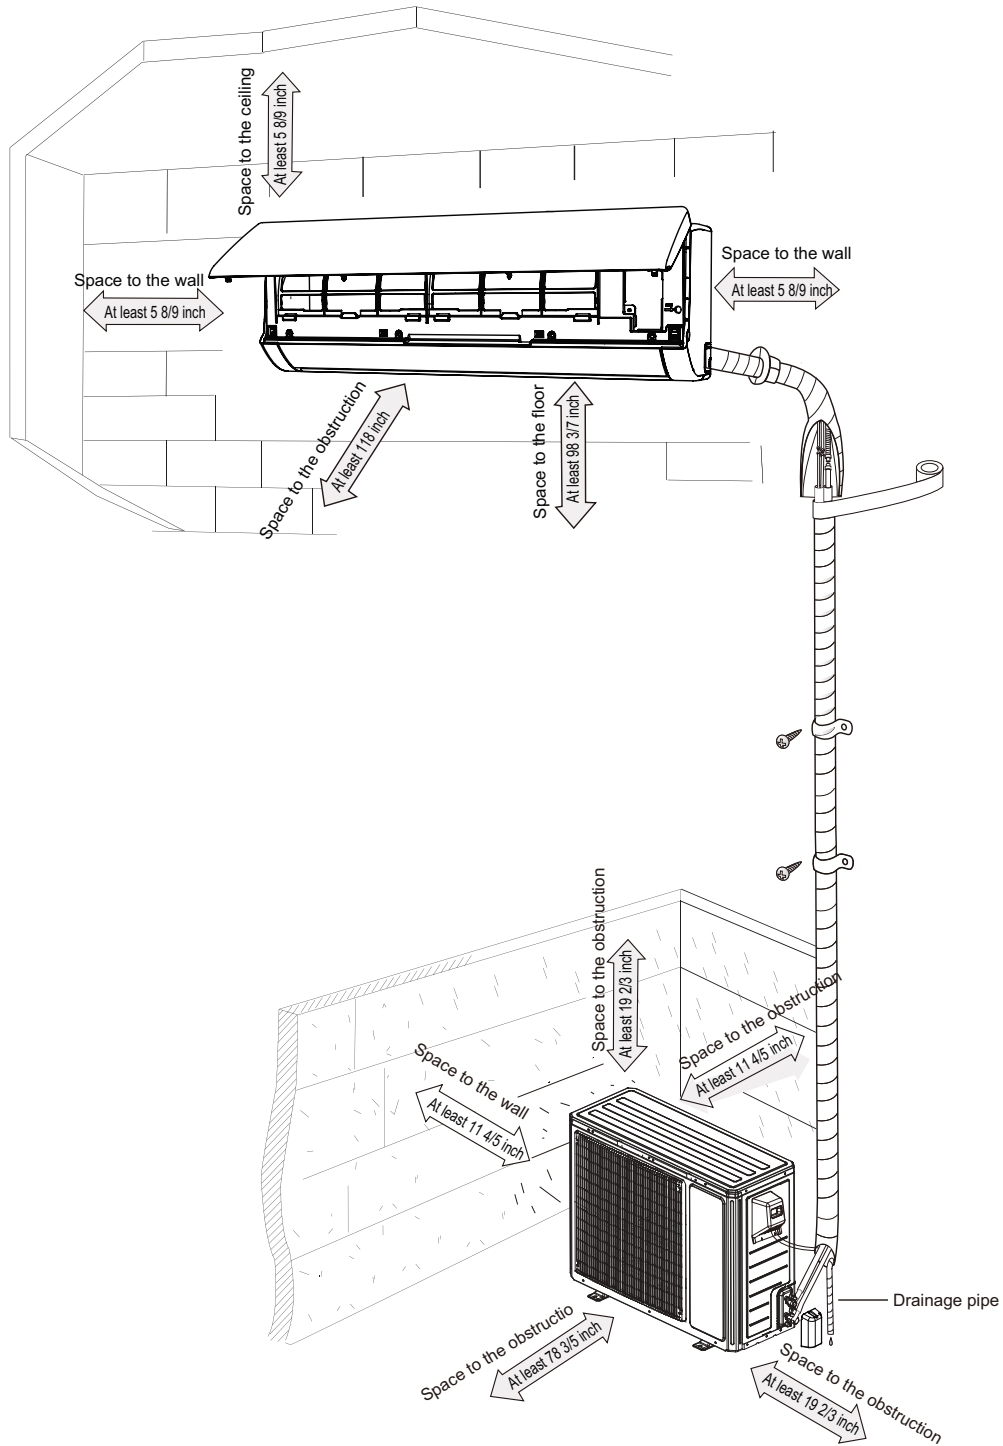 Space to the ceiling
At least 5 8/9 inch
Space to the wall
At least 5 8/9 inch
Space to the wall
At least 5 8/9 inch
Space to the obstruction
At least 118 inch
Space to the floor
At least 98 3/7 inch
Space to the obstruction
At least 19 2/3 inch
Space to the obstruction
At least 11 4/5 inch
Space to the wall
At least 11 4/5 inch
Drainage pipe
Space to the obstructio
At least 78 3/5 inch
Space to the obstruction
At least 19 2/3 inch